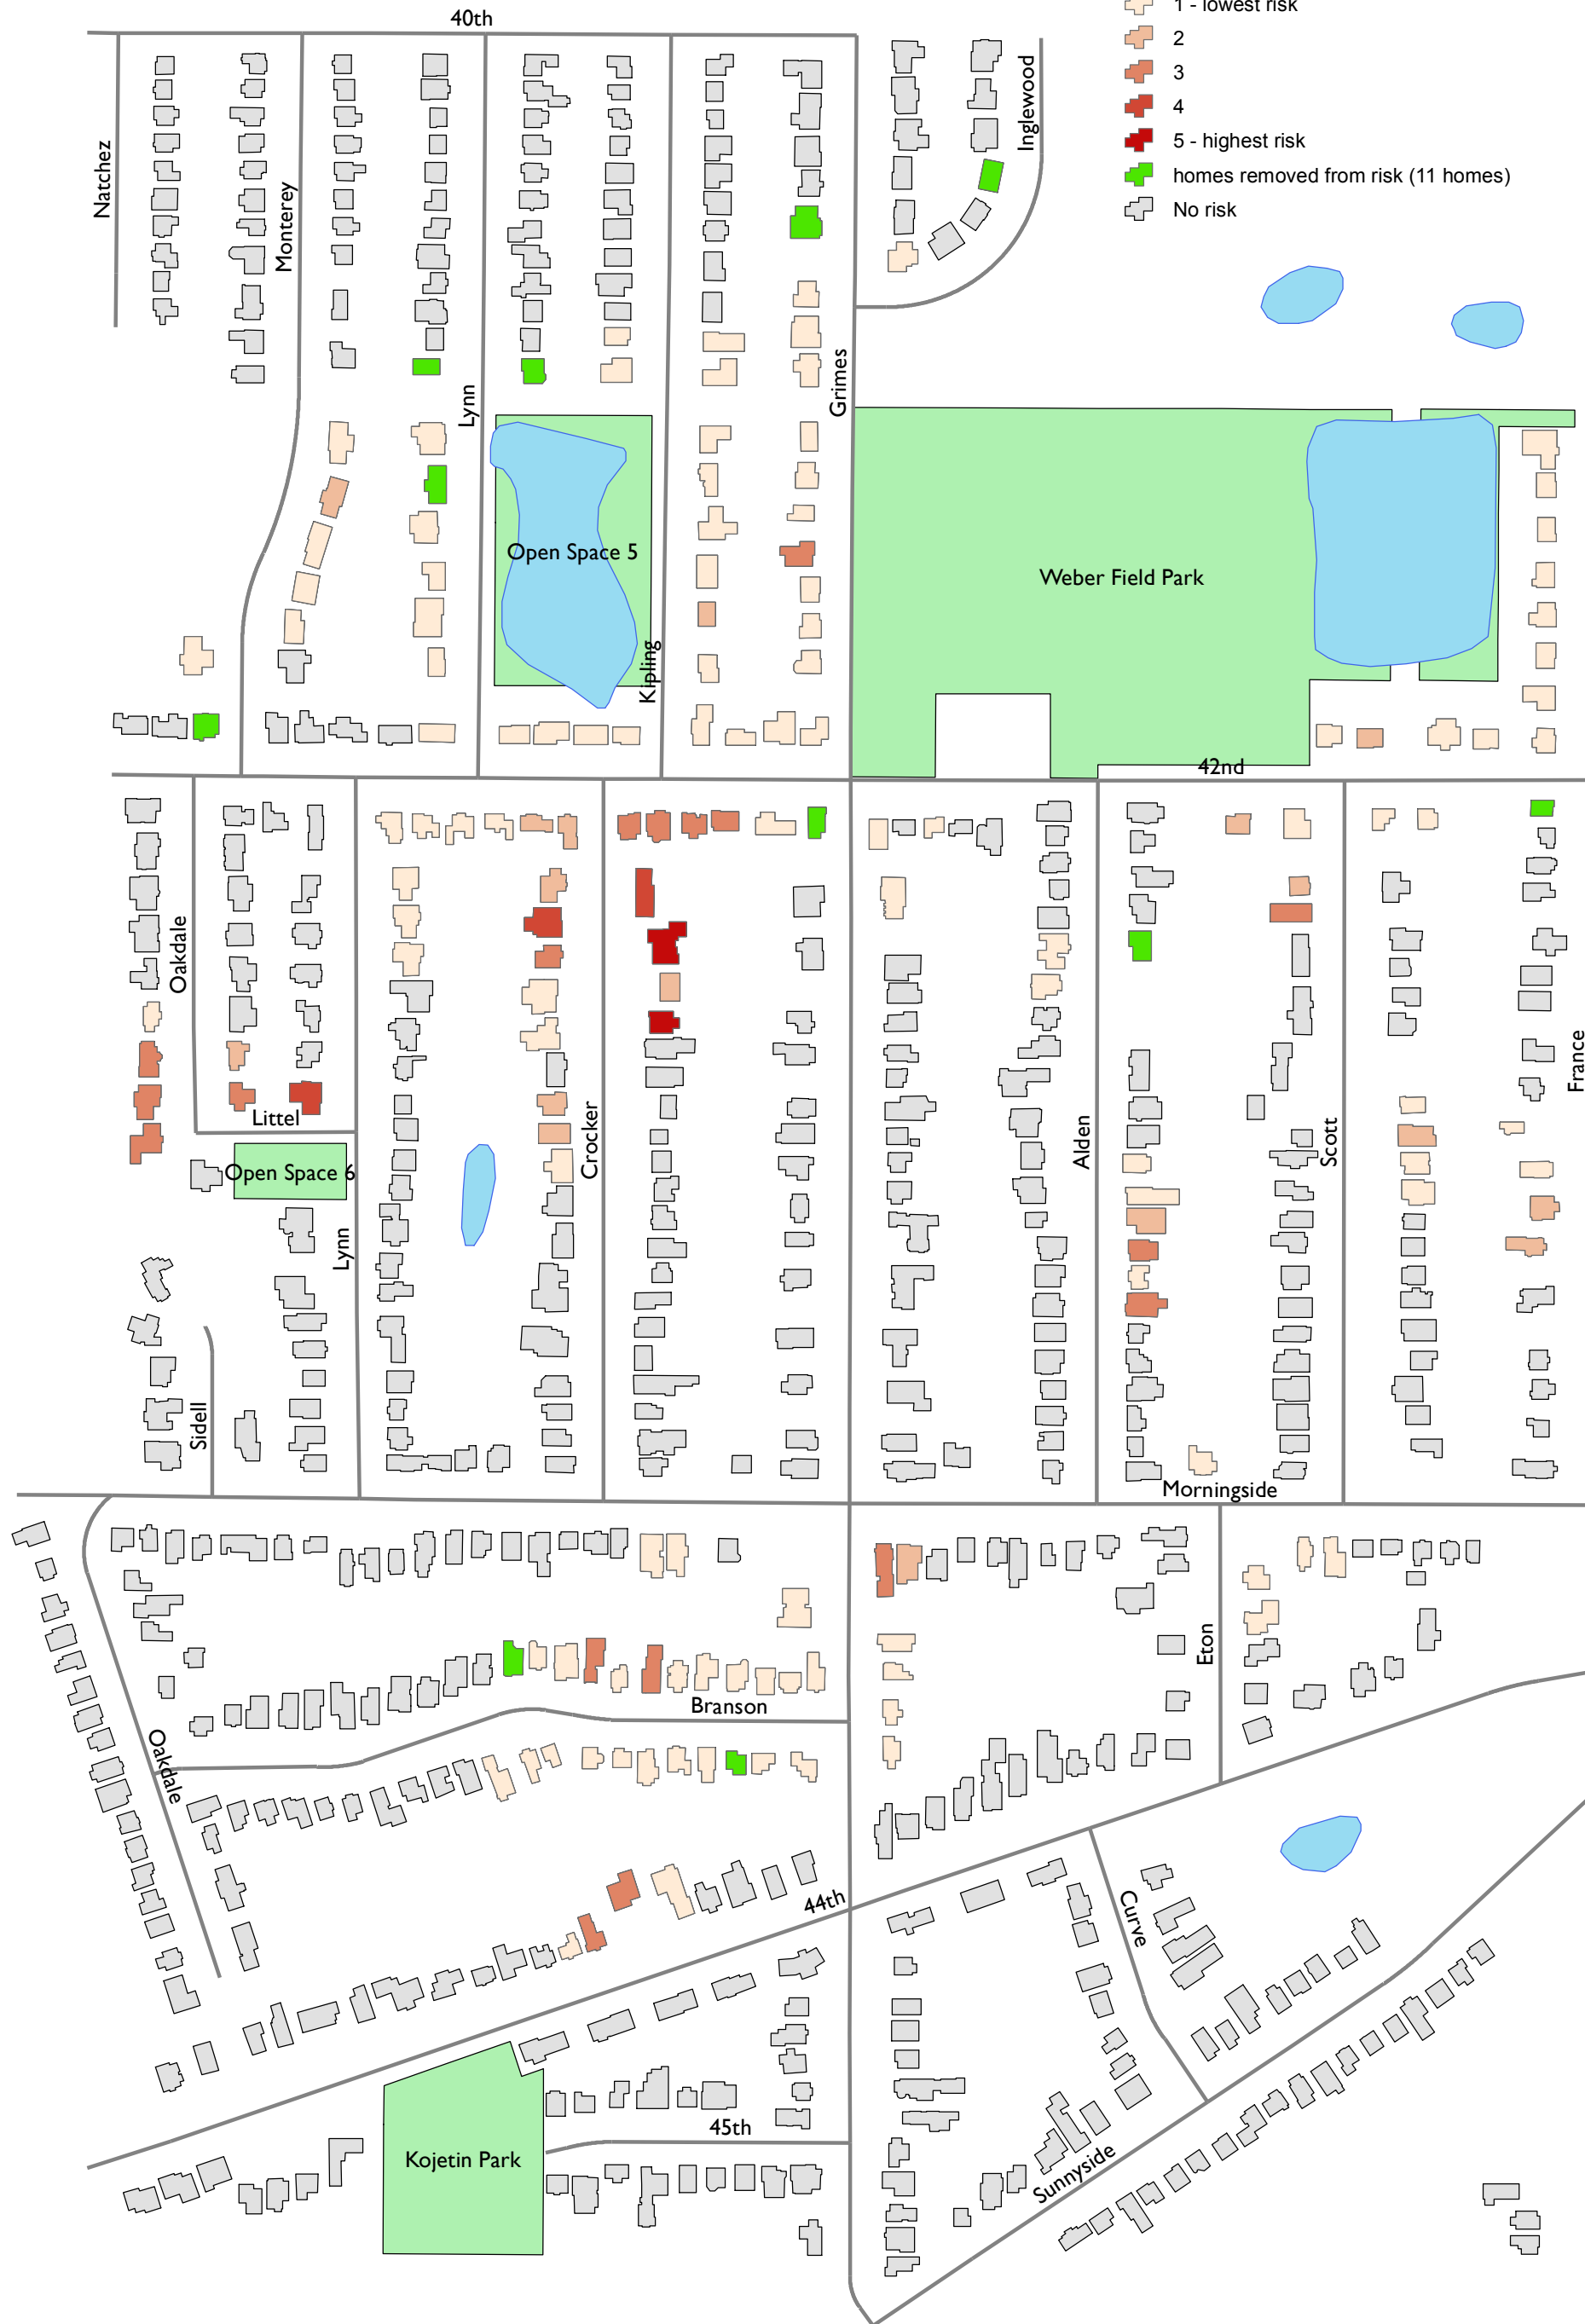 40th
1 - lowest risk
2
3
4
5 - highest risk
homes removed from risk (11 homes)
No risk
Inglewood
Natchez
Monterey
Lynn
Grimes
Open Space 5
Weber Field Park
Kipling
42nd
Oakdale
France
Littel
Crocker
Alden
Scott
Open Space 6
Lynn
Sidell
Morningside
Eton
Branson
Oakdale
44th
Curve
45th
Kojetin Park
Sunnyside